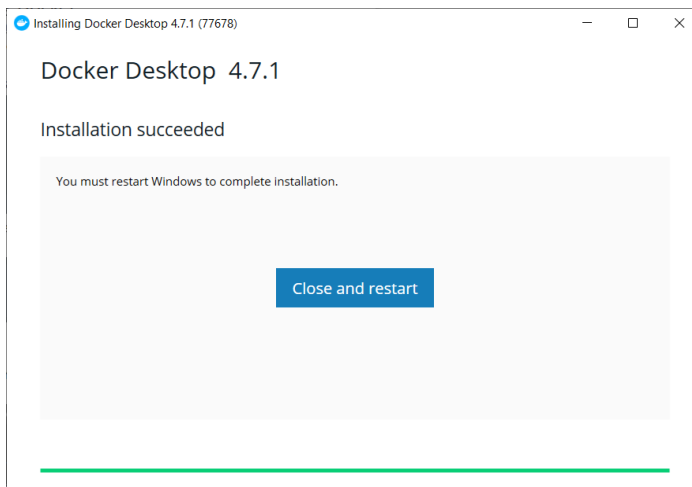 Installing Docker Desktop 4.7.1 (77678)
Docker Desktop 4.7.1
Installation succeeded
You must restart Windows to complete installation.
Close and restart